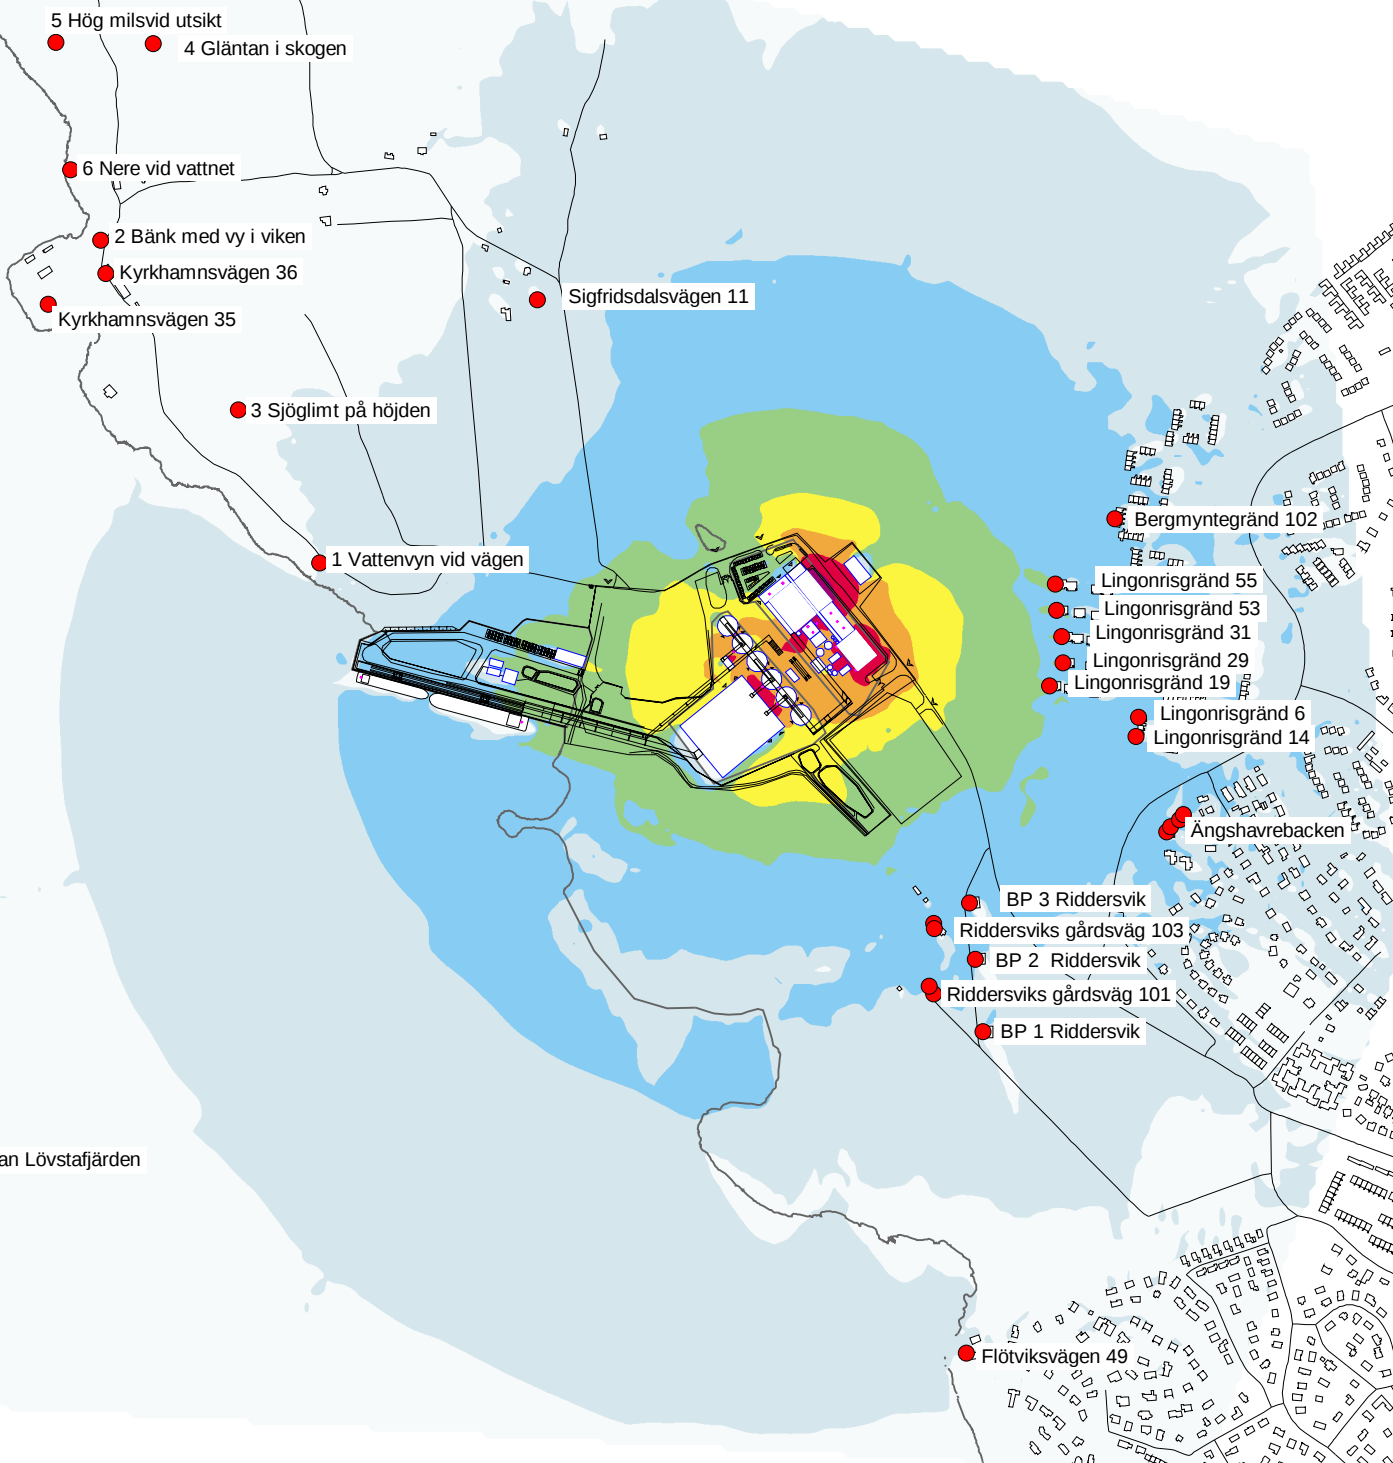 5 Hög milsvid utsikt
4 Gläntan i skogen
6 Nere vid vattnet
2 Bänk med vy i viken
Kyrkhamnsvägen 36
Sigfridsdalsvägen 11
Kyrkhamnsvägen 35
3 Sjöglimt på höjden
Bergmyntegränd 102
1 Vattenvyn vid vägen
Lingonrisgränd 55
Lingonrisgränd 53
Lingonrisgränd 31
Lingonrisgränd 29
Lingonrisgränd 19
Lingonrisgränd 6
Lingonrisgränd 14
Ängshavrebacken
BP 3 Riddersvik
Riddersviks gårdsväg 103
BP 2 Riddersvik
Riddersviks gårdsväg 101
BP 1 Riddersvik
an Lövstafjärden
Flötviksvägen 49